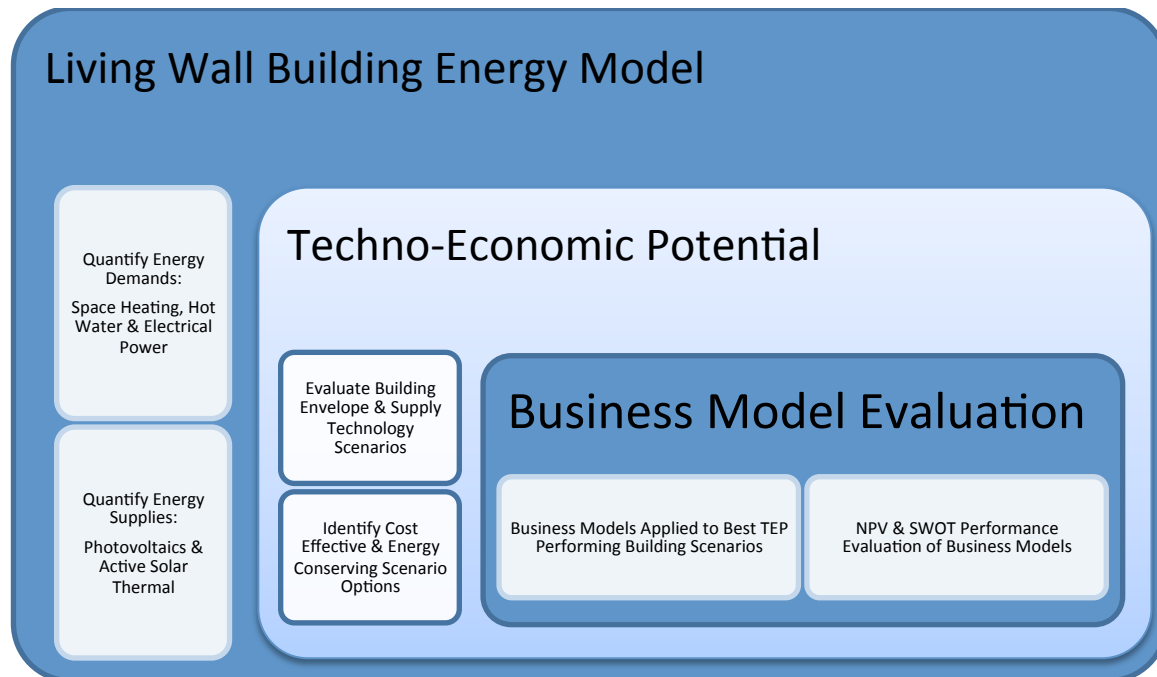 Living Wall Building Energy Model
Quantify Energy
Demands:
Space Heating, Hot
Water & Electrical
Power
Quantify Energy
Supplies:
Photovoltaics &
Active Solar
Thermal
Techno-Economic Potential
Evaluate Building
Envelope & Supply
Technology
Scenarios
Identify Cost
Effective & Energy
Conserving Scenario
Options
Business Model Evaluation
Business Models Applied to Best TEP
Performing Building Scenarios
NPV & SWOT Performance
Evaluation of Business Models